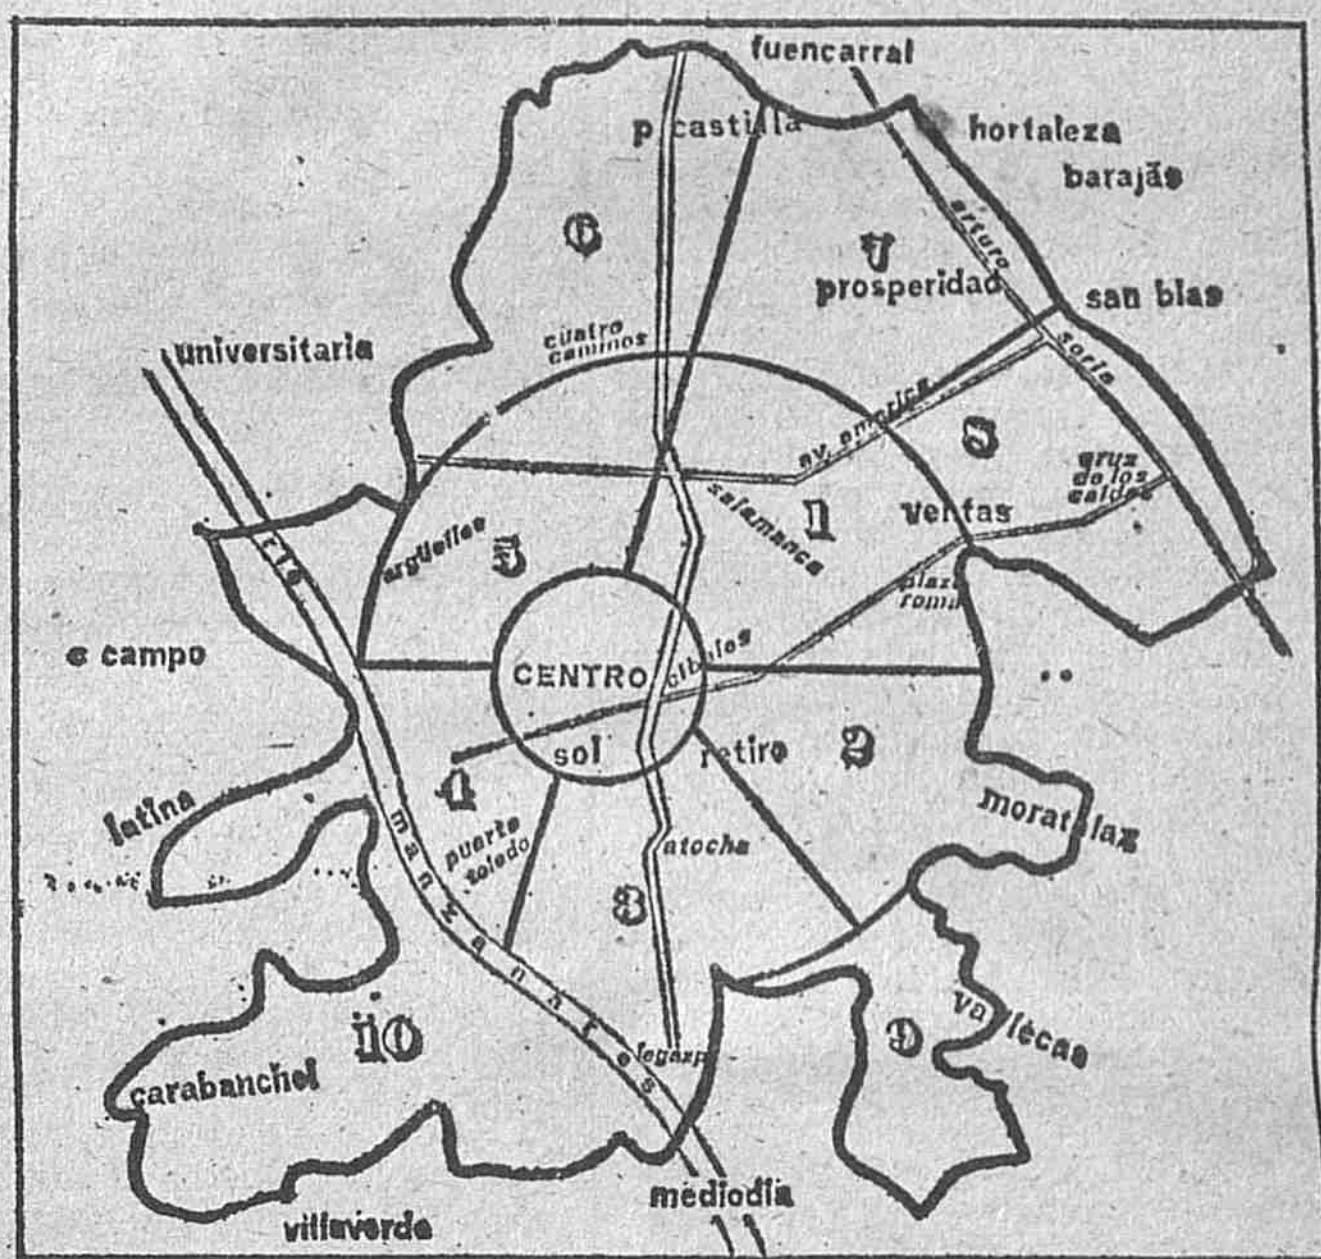 fuencarral
p castilla
hortaleza
barajas
6
7
arturo
prosperidad
san blas
soria
universitaria
cuatro
caminos
av. america
8
cruz
de los
caidos
salamanca
1
ventas
argüelles
5
rio
plaza
roma
e campo
CENTRO
cibeles
sol
retiro
2
4
latina
manzanares
puerta
toledo
atocha
moratalaz
3
vallecas
10
9
legazpi
carabanchel
mediodia
villaverde